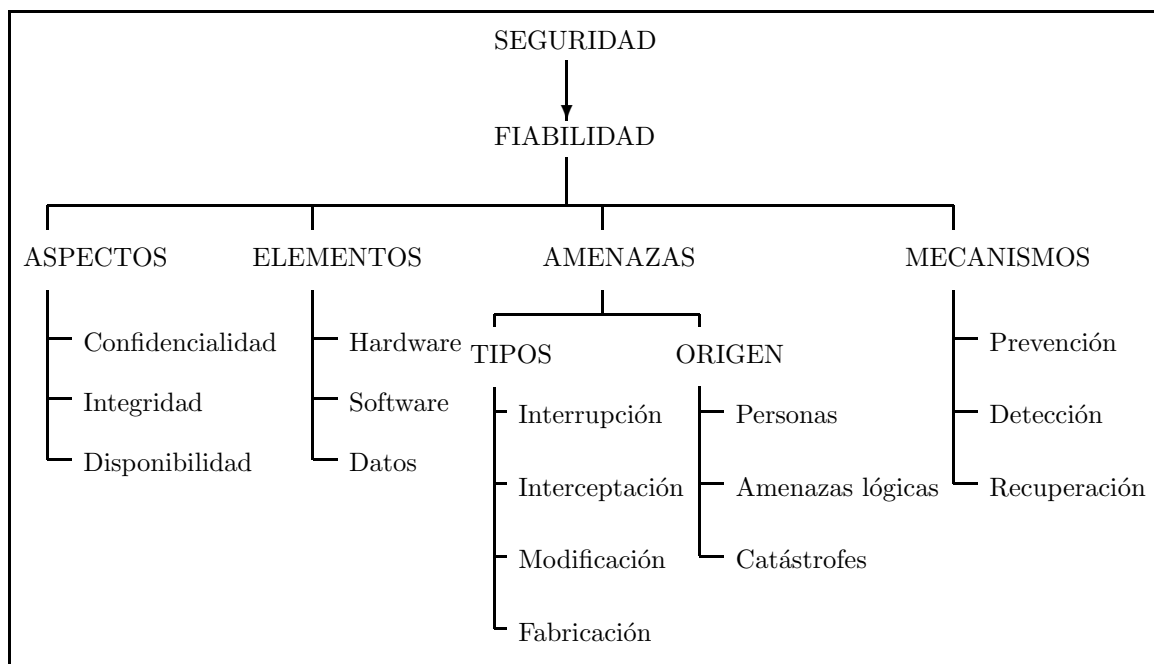 SEGURIDAD
FIABILIDAD
ASPECTOS
ELEMENTOS
AMENAZAS
MECANISMOS
Confidencialidad
Integridad
Disponibilidad
Hardware
Software
Datos
TIPOS
Interrupción
Interceptación
Modificación
Fabricación
ORIGEN
Personas
Amenazas lógicas
Catástrofes
Prevención
Detección
Recuperación